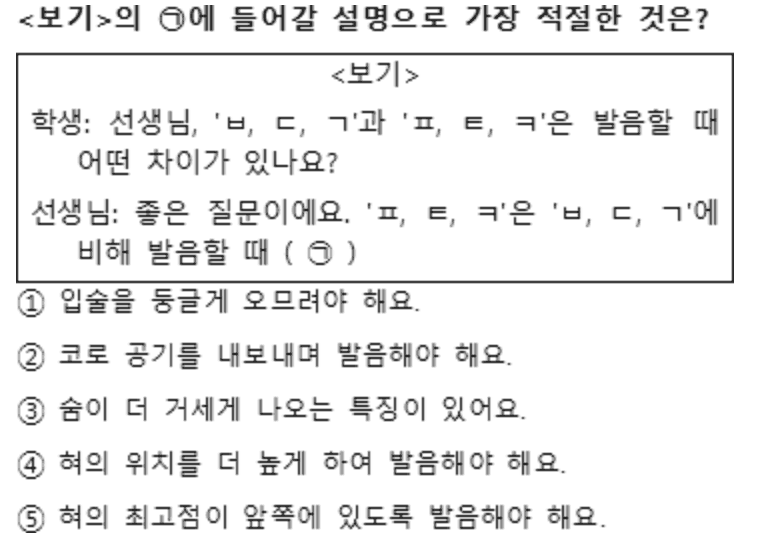 <보기>의 ㉠에 들어갈 설명으로 가장 적절한 것은?
<보기>
학생: 선생님, 'ㅂ, ㄷ, ㄱ'과 'ㅍ, ㅌ, ㅋ'은 발음할 때
어떤 차이가 있나요?
선생님: 좋은 질문이에요. 'ㅍ, ㅌ, ㅋ'은 'ㅂ, ㄷ, ㄱ'에
비해 발음할 때 ( ㉠ )
① 입술을 둥글게 오므려야 해요.
② 코로 공기를 내보내며 발음해야 해요.
③ 숨이 더 거세게 나오는 특징이 있어요.
④ 혀의 위치를 더 높게 하여 발음해야 해요.
⑤ 혀의 최고점이 앞쪽에 있도록 발음해야 해요.